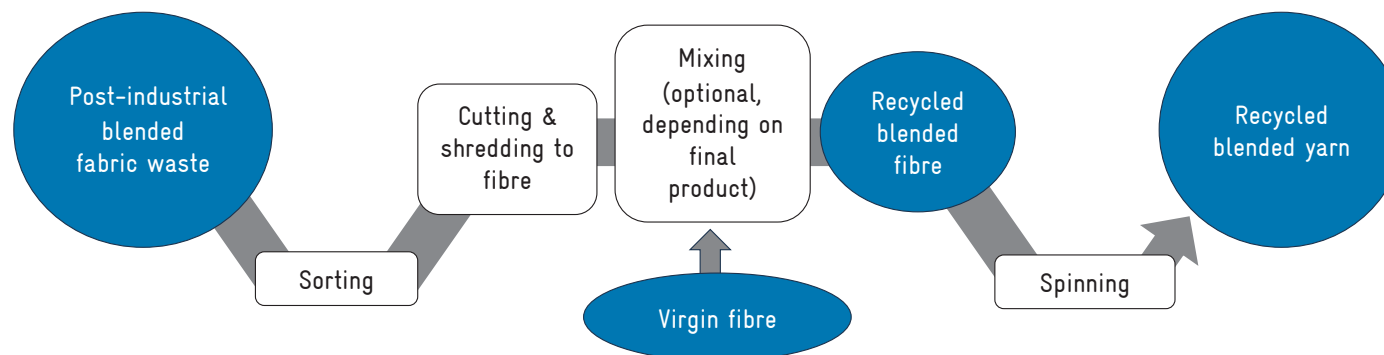 Post-industrial
blended
fabric waste
Sorting
Cutting &
shredding to
fibre
Mixing
(optional,
depending on
final
product)
Virgin fibre
Recycled
blended
fibre
Spinning
Recycled
blended yarn